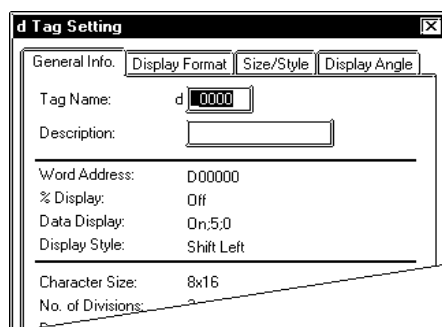 d Tag Setting
General Info. Display Format Size/Style Display Angle
Tag Name: d _0000
Description:
Word Address: D00000
% Display: Off
Data Display: On;5;0
Display Style: Shift Left
Character Size: 8x16
No. of Divisions: